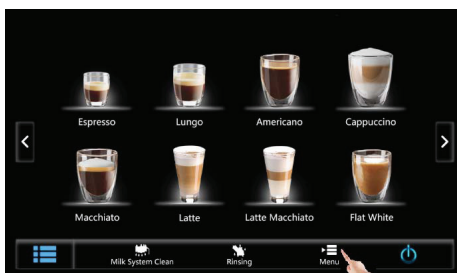 Espresso
Lungo
Americano
Cappuccino
Macchiato
Latte
Latte Macchiato
Flat White
Milk System Clean
Rinsing
Menu